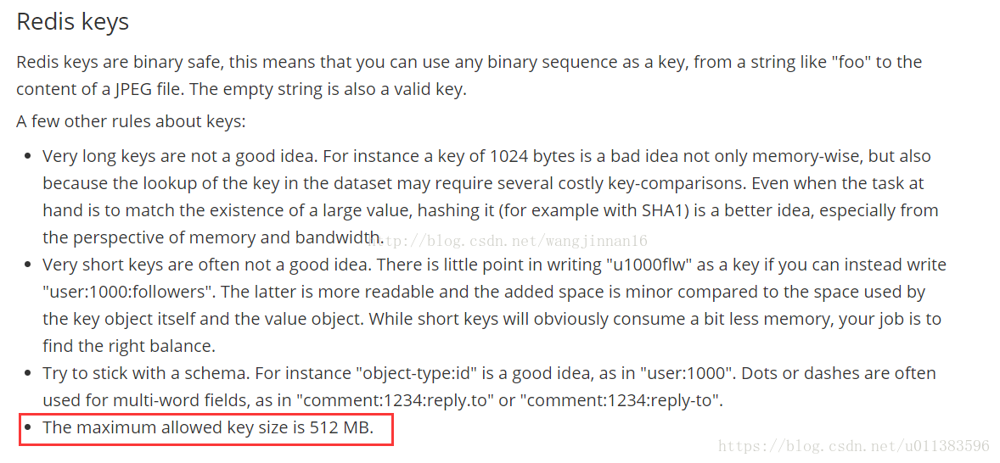 Redis keys
Redis keys are binary safe, this means that you can use any binary sequence as a key, from a string like "foo" to the
content of a JPEG file. The empty string is also a valid key.
A few other rules about keys:
• Very long keys are not a good idea. For instance a key of 1024 bytes is a bad idea not only memory-wise, but also
because the lookup of the key in the dataset may require several costly key-comparisons. Even when the task at
hand is to match the existence of a large value, hashing it (for example with SHA1) is a better idea, especially from
the perspective of memory and bandwidth.
http://blog.csdn.net/wangjinnan16
• Very short keys are often not a good idea. There is little point in writing "u1000flw" as a key if you can instead write
"user:1000:followers". The latter is more readable and the added space is minor compared to the space used by
the key object itself and the value object. While short keys will obviously consume a bit less memory, your job is to
find the right balance.
• Try to stick with a schema. For instance "object-type:id" is a good idea, as in "user:1000". Dots or dashes are often
used for multi-word fields, as in "comment:1234:reply.to" or "comment:1234:reply-to".
• The maximum allowed key size is 512 MB.
https://blog.csdn.net/u011383596